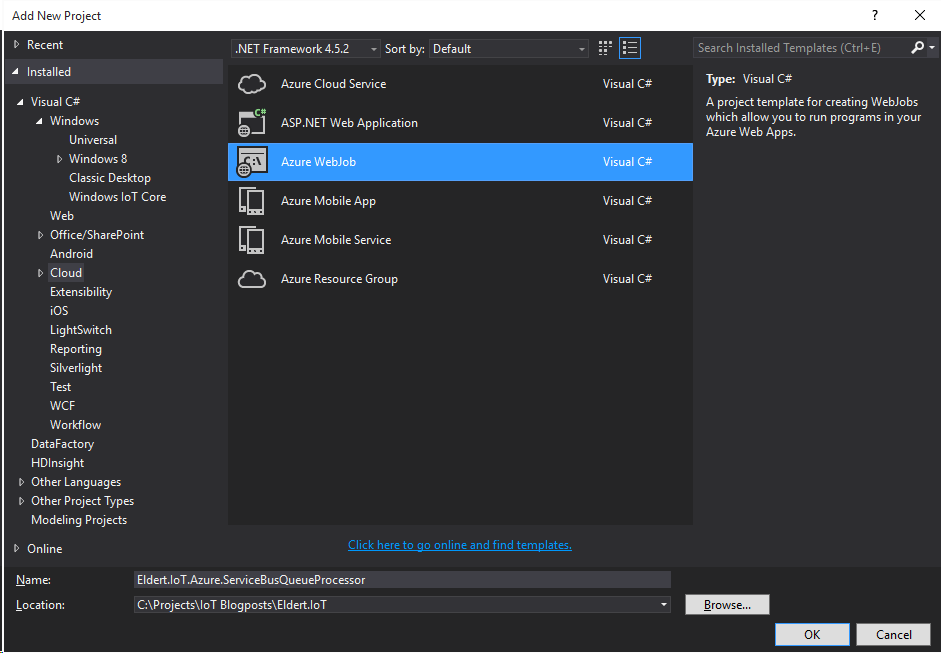 Add New Project
?
Recent
Installed
Visual C#
Windows
Universal
Windows 8
Classic Desktop
Windows IoT Core
Web
Office/SharePoint
Android
Cloud
Extensibility
iOS
LightSwitch
Reporting
Silverlight
Test
WCF
Workflow
DataFactory
HDInsight
Other Languages
Other Project Types
Modeling Projects
Online
.NET Framework 4.5.2
Sort by: Default
Azure Cloud Service Visual C#
C#
ASP.NET Web Application Visual C#
C:\
Azure WebJob Visual C#
Azure Mobile App Visual C#
Azure Mobile Service Visual C#
Azure Resource Group Visual C#
Click here to go online and find templates.
Search Installed Templates (Ctrl+E)
Type: Visual C#
A project template for creating WebJobs
which allow you to run programs in your
Azure Web Apps.
Name: Eldert.IoT.Azure.ServiceBusQueueProcessor
Location: C:\Projects\IoT Blogposts\Eldert.IoT
Browse...
OK
Cancel